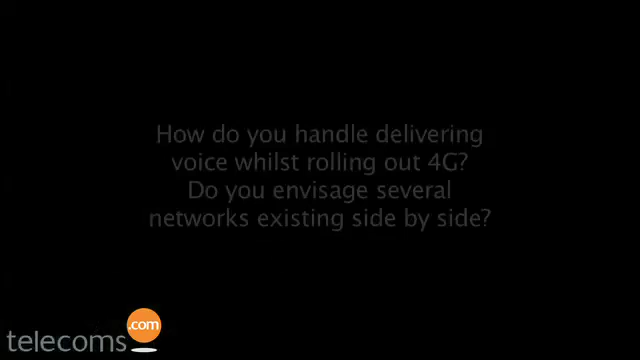 How do you handle delivering
voice whilst rolling out 4G?
Do you envisage several
networks existing side by side?
telecoms.com